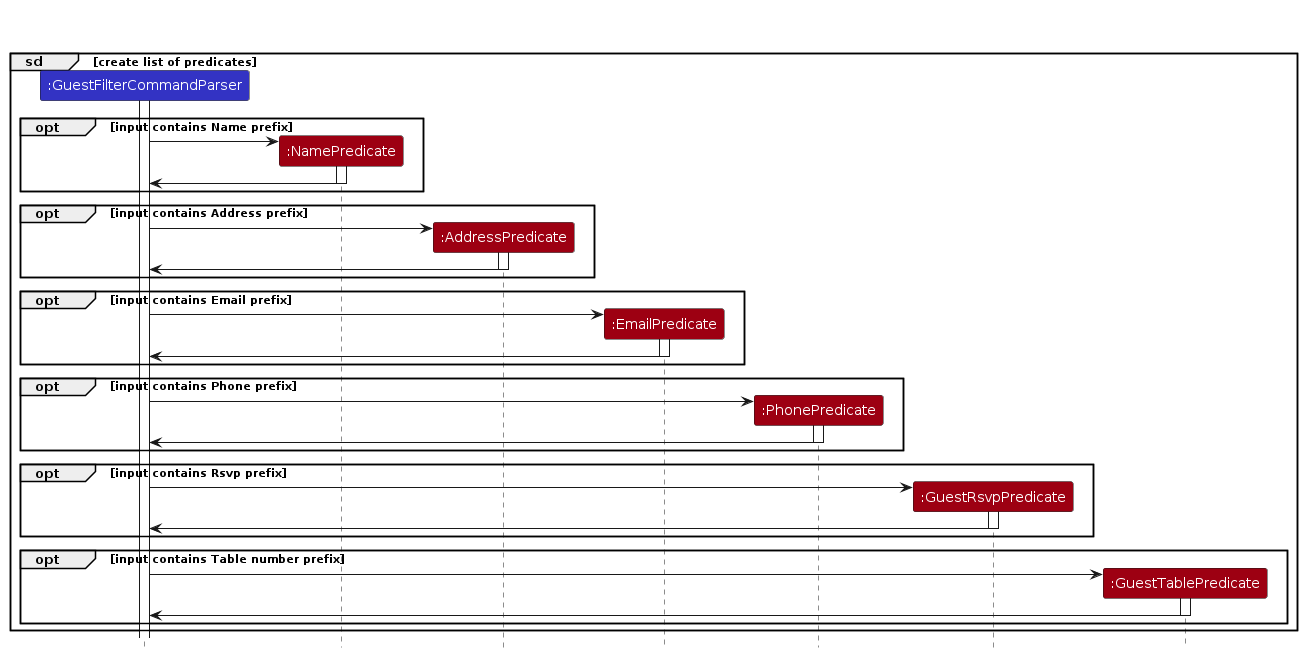 sd [create list of predicates]
:GuestFilterCommandParser
opt [input contains Name prefix]
:NamePredicate
opt [input contains Address prefix]
:AddressPredicate
opt [input contains Email prefix]
:EmailPredicate
opt [input contains Phone prefix]
:PhonePredicate
opt [input contains Rsvp prefix]
:GuestRsvpPredicate
opt [input contains Table number prefix]
:GuestTablePredicate